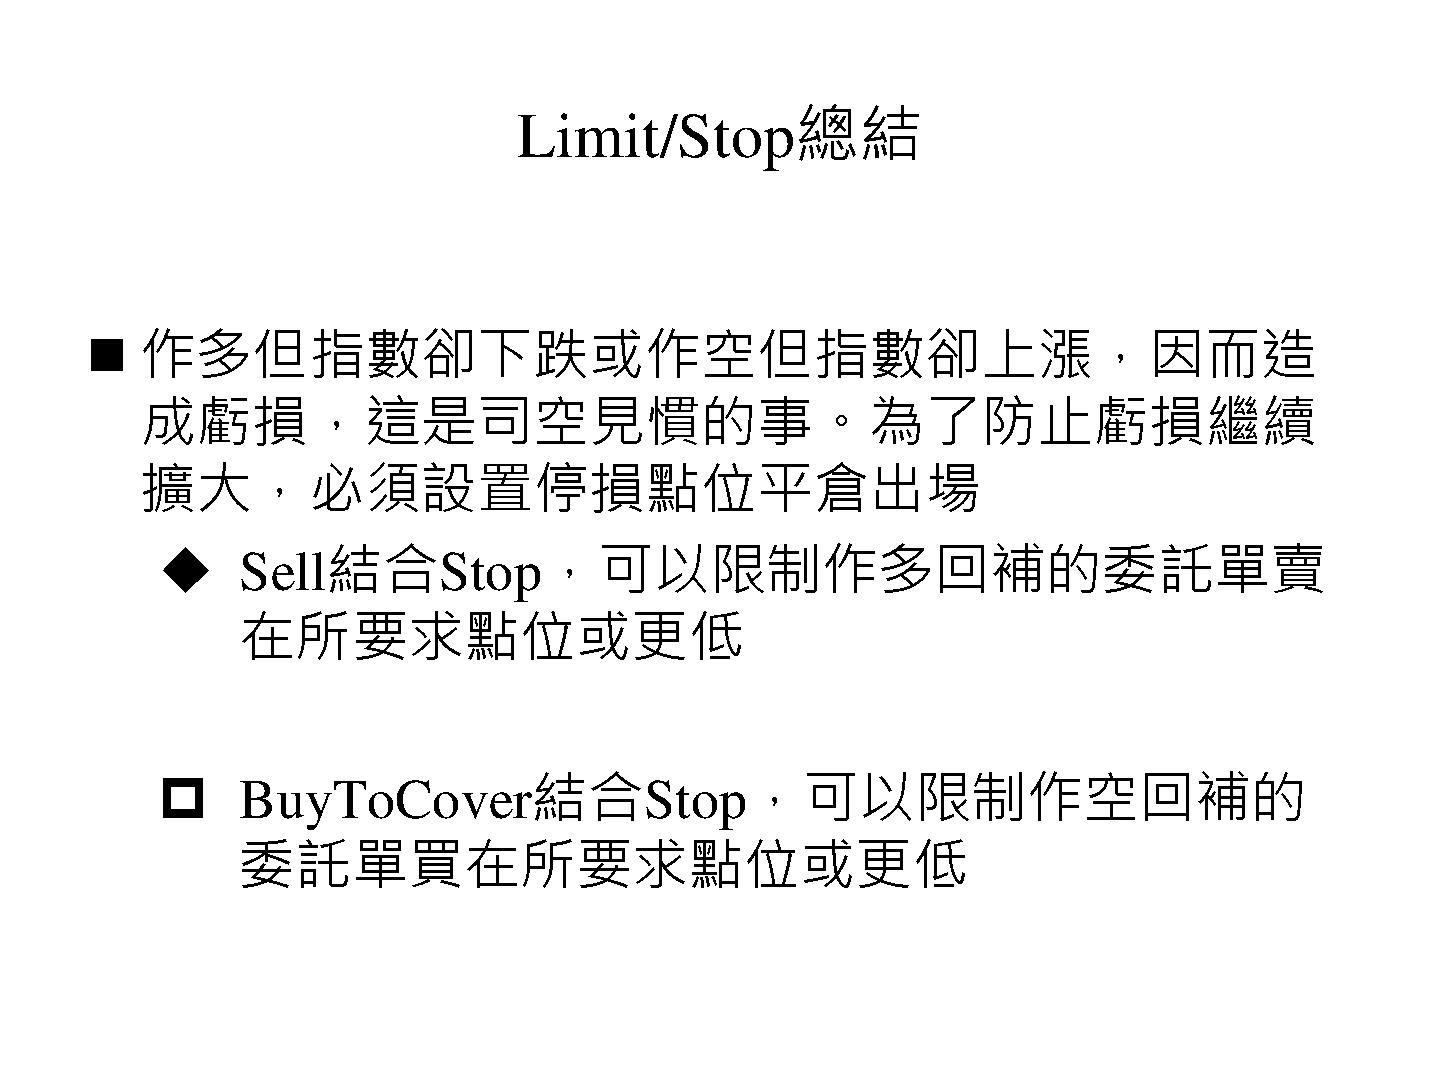 Limit/Stop總結
■ 作多但指數卻下跌或作空但指數卻上漲，因而造
成虧損，這是司空見慣的事。為了防止虧損繼續
擴大，必須設置停損點位平倉出場
◆ Sell結合Stop，可以限制作多回補的委託單賣
在所要求點位或更低
❑ BuyToCover結合Stop，可以限制作空回補的
委託單買在所要求點位或更低